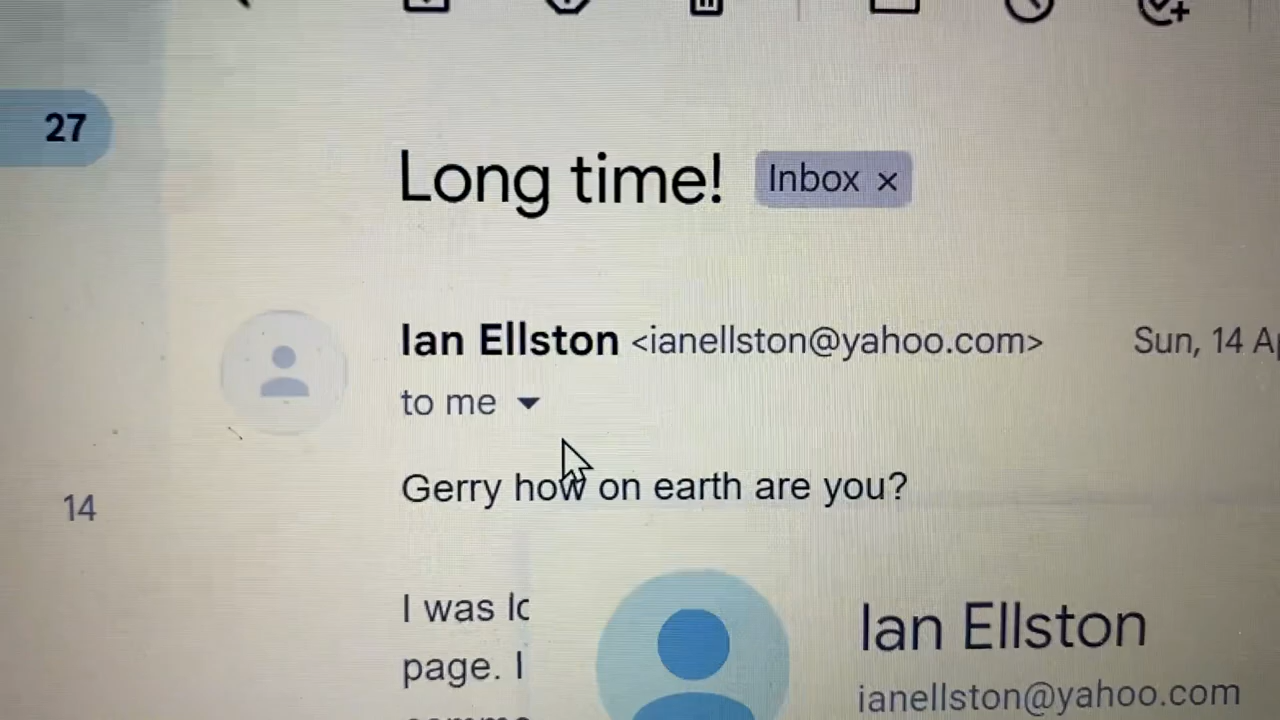 27
Long time! Inbox ×
Ian Ellston <ianellston@yahoo.com> Sun, 14
to me
Gerry how on earth are you?
14
I was
Ian Ellston
page. I
ianellston@yahoo.com